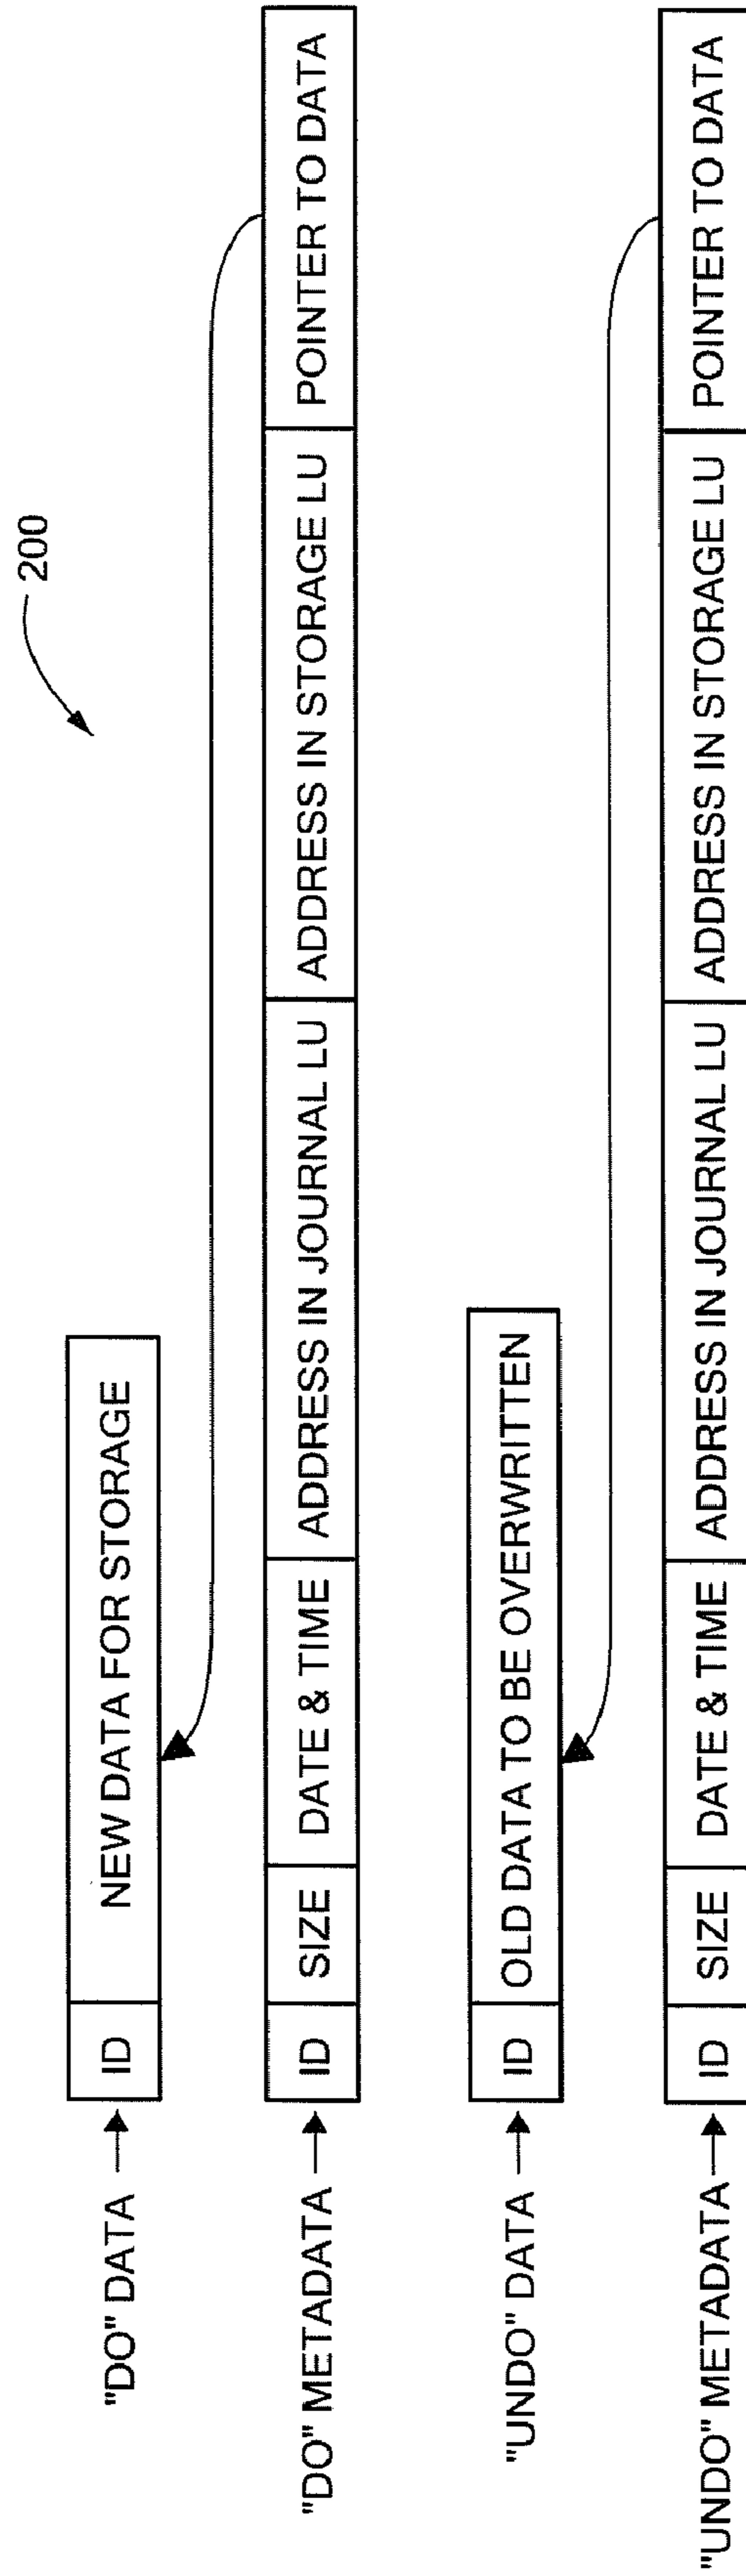 200
"DO" DATA → ID NEW DATA FOR STORAGE
"DO" METADATA → ID SIZE DATE & TIME ADDRESS IN JOURNAL LU ADDRESS IN STORAGE LU POINTER TO DATA
"UNDO" DATA → ID OLD DATA TO BE OVERWRITTEN
"UNDO" METADATA → ID SIZE DATE & TIME ADDRESS IN JOURNAL LU ADDRESS IN STORAGE LU POINTER TO DATA